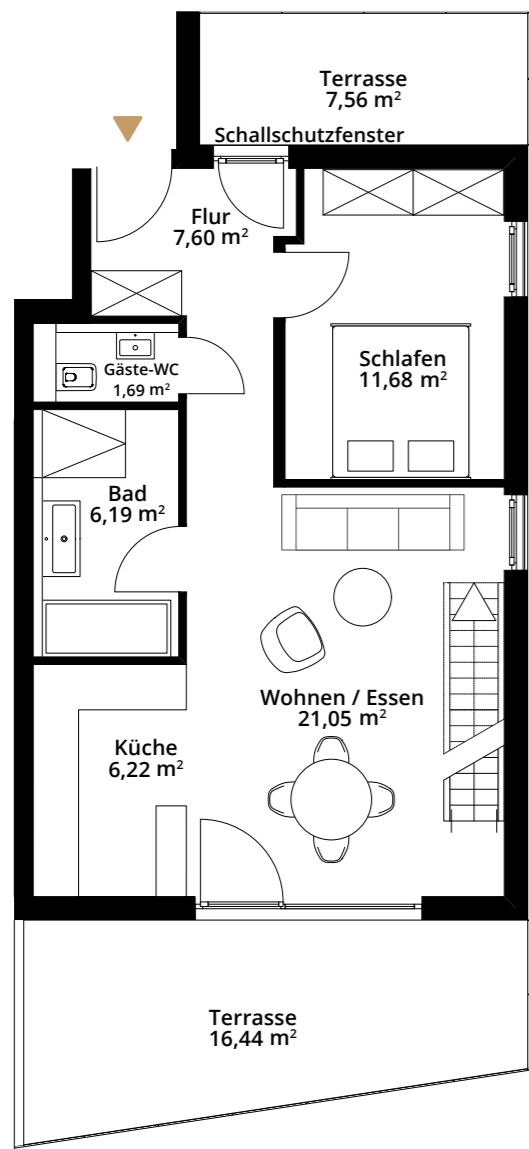 Terrasse
7,56 m²
Schallschutzfenster
Flur
7,60 m²
Schlafen
11,68 m²
Gäste-WC
1,69 m²
Bad
6,19 m²
Wohnen / Essen
21,05 m²
Küche
6,22 m²
Terrasse
16,44 m²